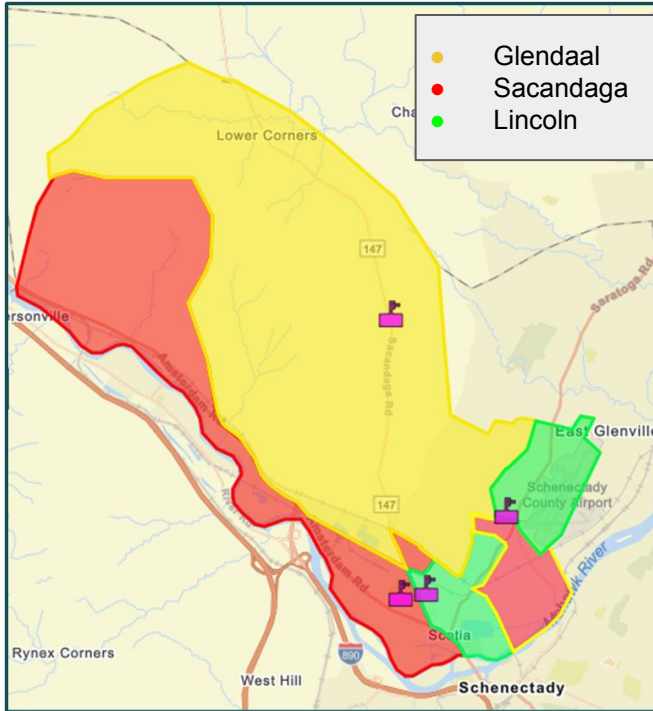 Glendaal
Sacandaga
Lincoln
Cha
Lower Corners
147
Saratoga Rd
ersonville
Sacandaga Rd
Amsterdam R
East Glenville
Schenectady
County Airport
147
River Rd
Amsterdam Rd
Mohawk River
Scotia
Rynex Corners
890
West Hill
Schenectady